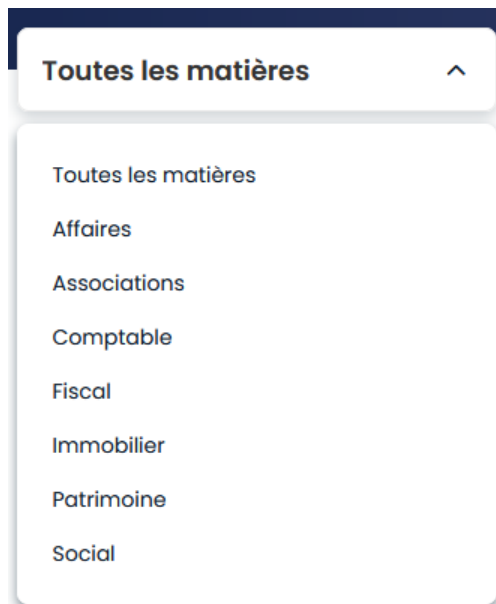 Toutes les matières
Toutes les matières
Affaires
Associations
Comptable
Fiscal
Immobilier
Patrimoine
Social